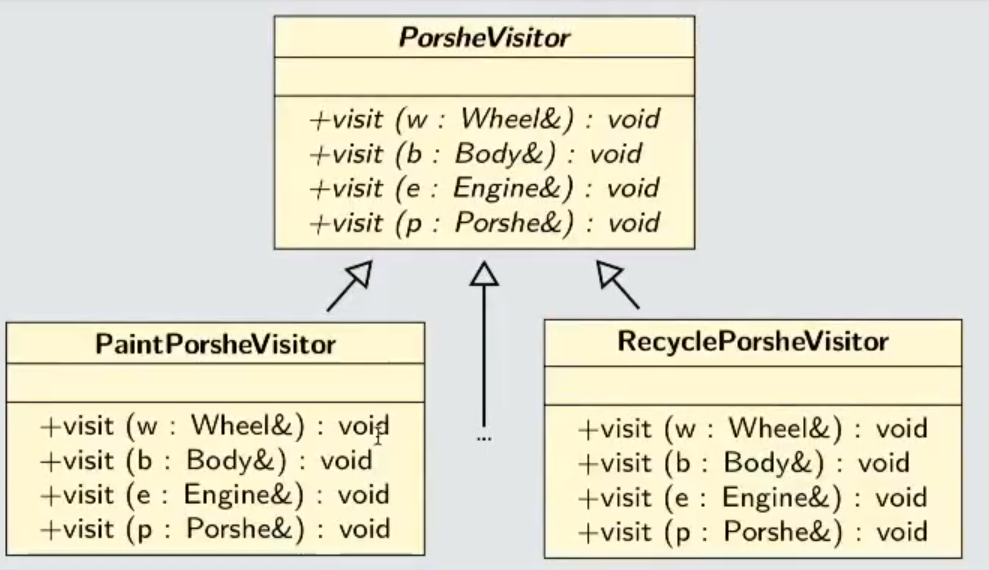 PorsheVisitor
+visit (w : Wheel&) : void
+visit (b : Body&) : void
+visit (e : Engine&) : void
+visit (p : Porshe&) : void
PaintPorsheVisitor
+visit (w : Wheel&) : void
+visit (b : Body&) : void
+visit (e : Engine&) : void
+visit (p : Porshe&) : void
...
RecyclePorsheVisitor
+visit (w : Wheel&) : void
+visit (b : Body&) : void
+visit (e : Engine&) : void
+visit (p : Porshe&) : void